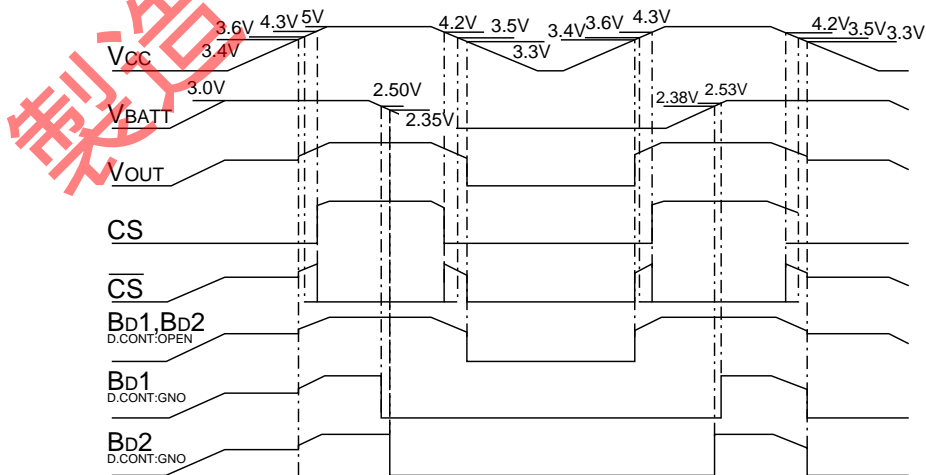 製造
3.6V 4.3V 5V 4.2V 3.5V 3.4V 3.6V 4.3V 4.2V 3.5V 3.3V
VCC 3.4V 3.3V
3.0V 2.50V 2.38V 2.53V
VBATT 2.35V
VOUT
CS
CS
BD1,BD2
D.CONT:OPEN
BD1
D.CONT:GNO
BD2
D.CONT:GNO